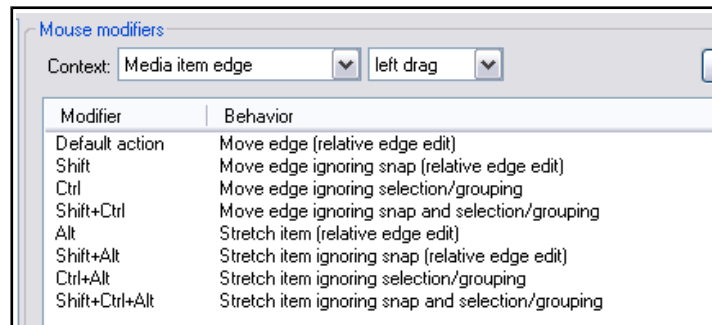 Mouse modifiers
Context: Media item edge left drag
Modifier Behavior
Default action Move edge (relative edge edit)
Shift Move edge ignoring snap (relative edge edit)
Ctrl Move edge ignoring selection/grouping
Shift+Ctrl Move edge ignoring snap and selection/grouping
Alt Stretch item (relative edge edit)
Shift+Alt Stretch item ignoring snap (relative edge edit)
Ctrl+Alt Stretch item ignoring selection/grouping
Shift+Ctrl+Alt Stretch item ignoring snap and selection/grouping